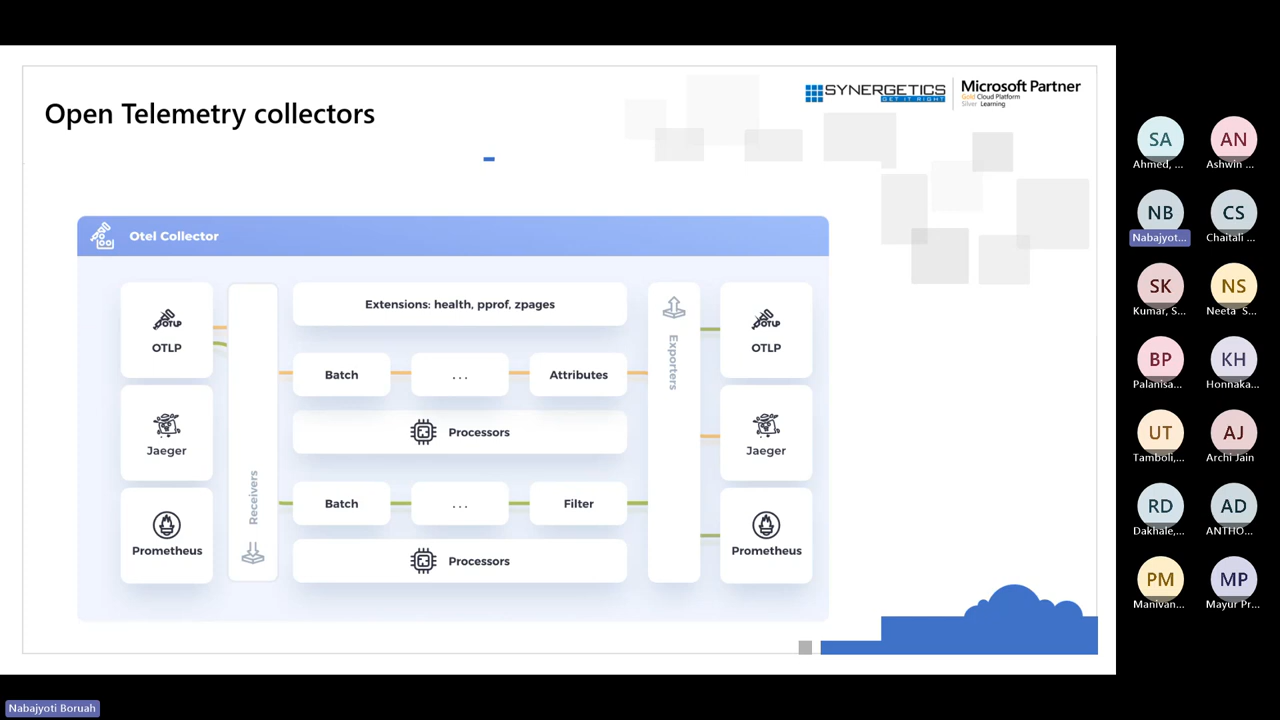 Open Telemetry collectors
SYNERGETICS
GET IT RIGHT
Microsoft Partner
Gold Cloud Platform
Silver Learning
Otel Collector
OTLP
OTLP
Jaeger
Prometheus
Receivers
Extensions: health, pprof, zpages
Batch
...
Attributes
Processors
Batch
...
Filter
Processors
Exporters
OTLP
OTLP
Jaeger
Prometheus
SA
Ahmed, ...
AN
Ashwin ...
NB
Nabajyot...
CS
Chaitali ...
SK
Kumar, S...
NS
Neeta S...
BP
Palanisa...
KH
Honnaka...
UT
Tamboli,...
AJ
Archi Jain
RD
Dakhale,...
AD
ANTHO...
PM
Manivan...
MP
Mayur Pr...
Nabajyoti Boruah